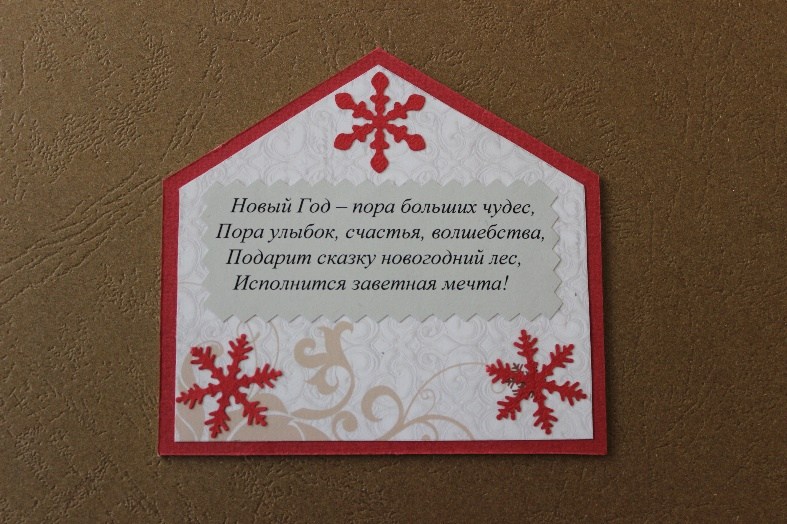 Новый Год – пора больших чудес,
Пора улыбок, счастья, волшебства,
Подарит сказку новогодний лес,
Исполнится заветная мечта!